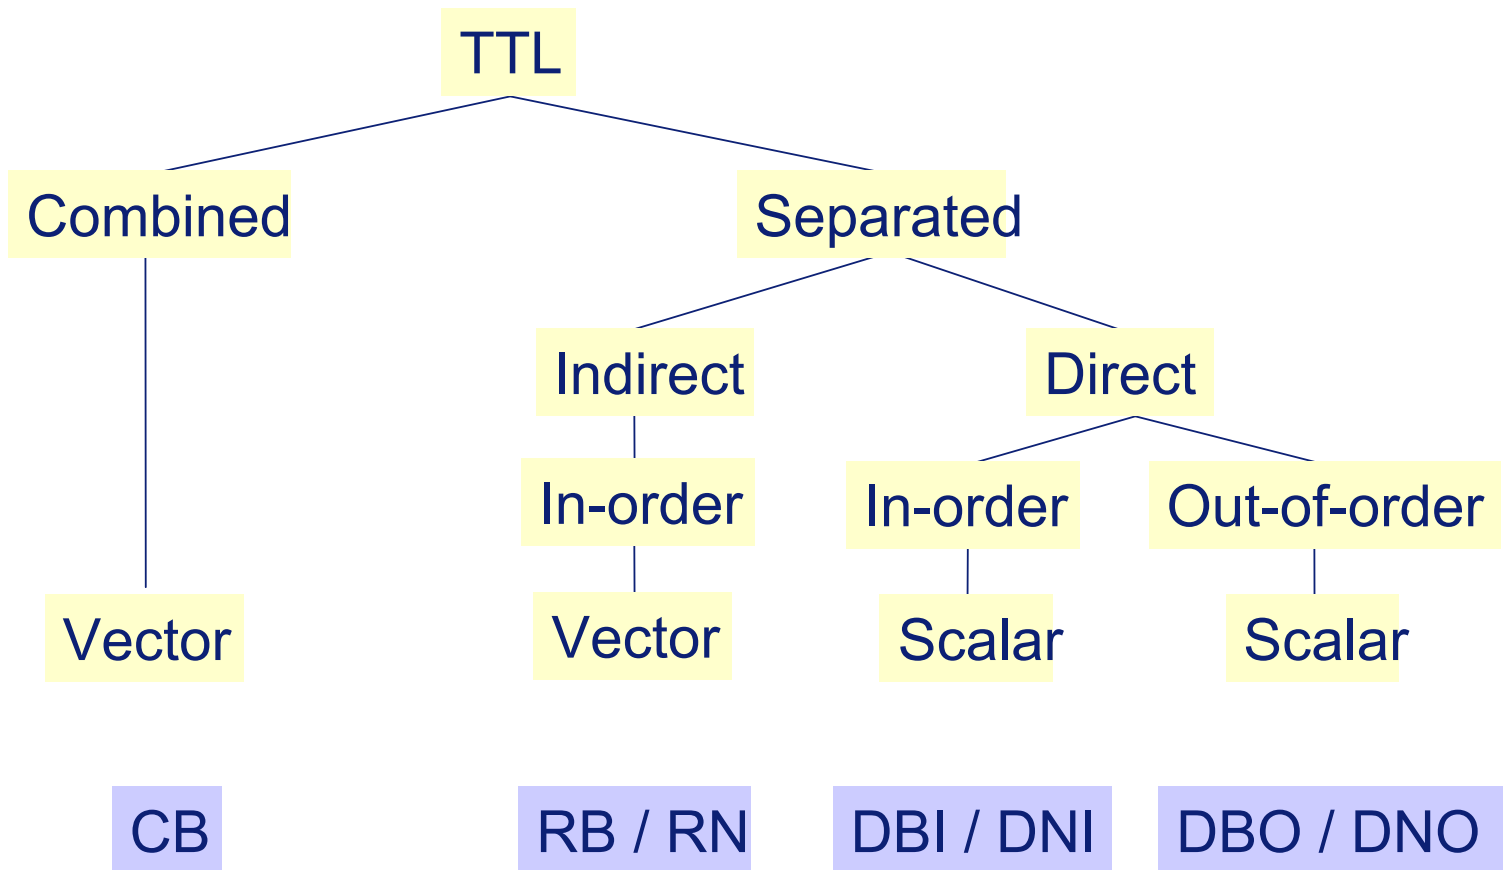 TTL
Combined
Separated
Indirect
Direct
In-order
In-order
Out-of-order
Vector
Vector
Scalar
Scalar
CB
RB / RN
DBI / DNI
DBO / DNO